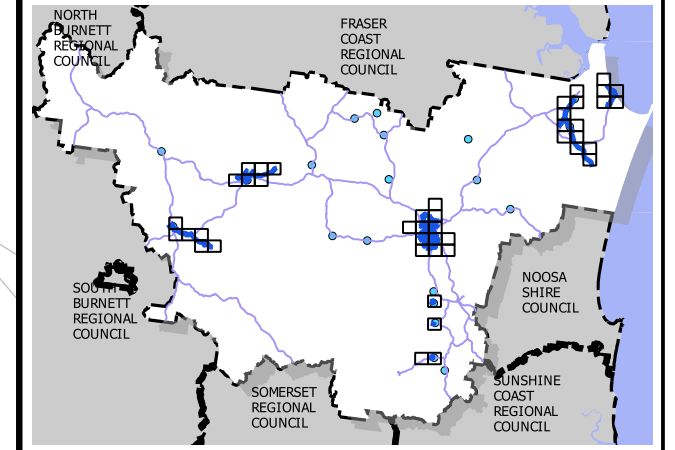 NORTH
BURNETT
REGIONAL
COUNCIL
FRASER
COAST
REGIONAL
COUNCIL
SOUTH
BURNETT
REGIONAL
COUNCIL
NOOSA
SHIRE
COUNCIL
SOMERSET
REGIONAL
COUNCIL
SUNSHINE
COAST
REGIONAL
COUNCIL